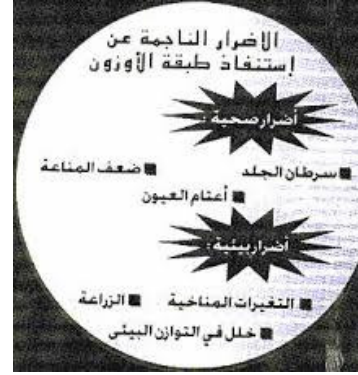 الاضرار الناجمة عن
إستنفاذ طبقة الأوزون
أضرار صحية :
■ سرطان الجلد ■ ضعف المناعة
■ أعتام العيون
أضرار بيئية :
■ التغيرات المناخية ■ الزراعة
■ خلل في التوازن البيئى